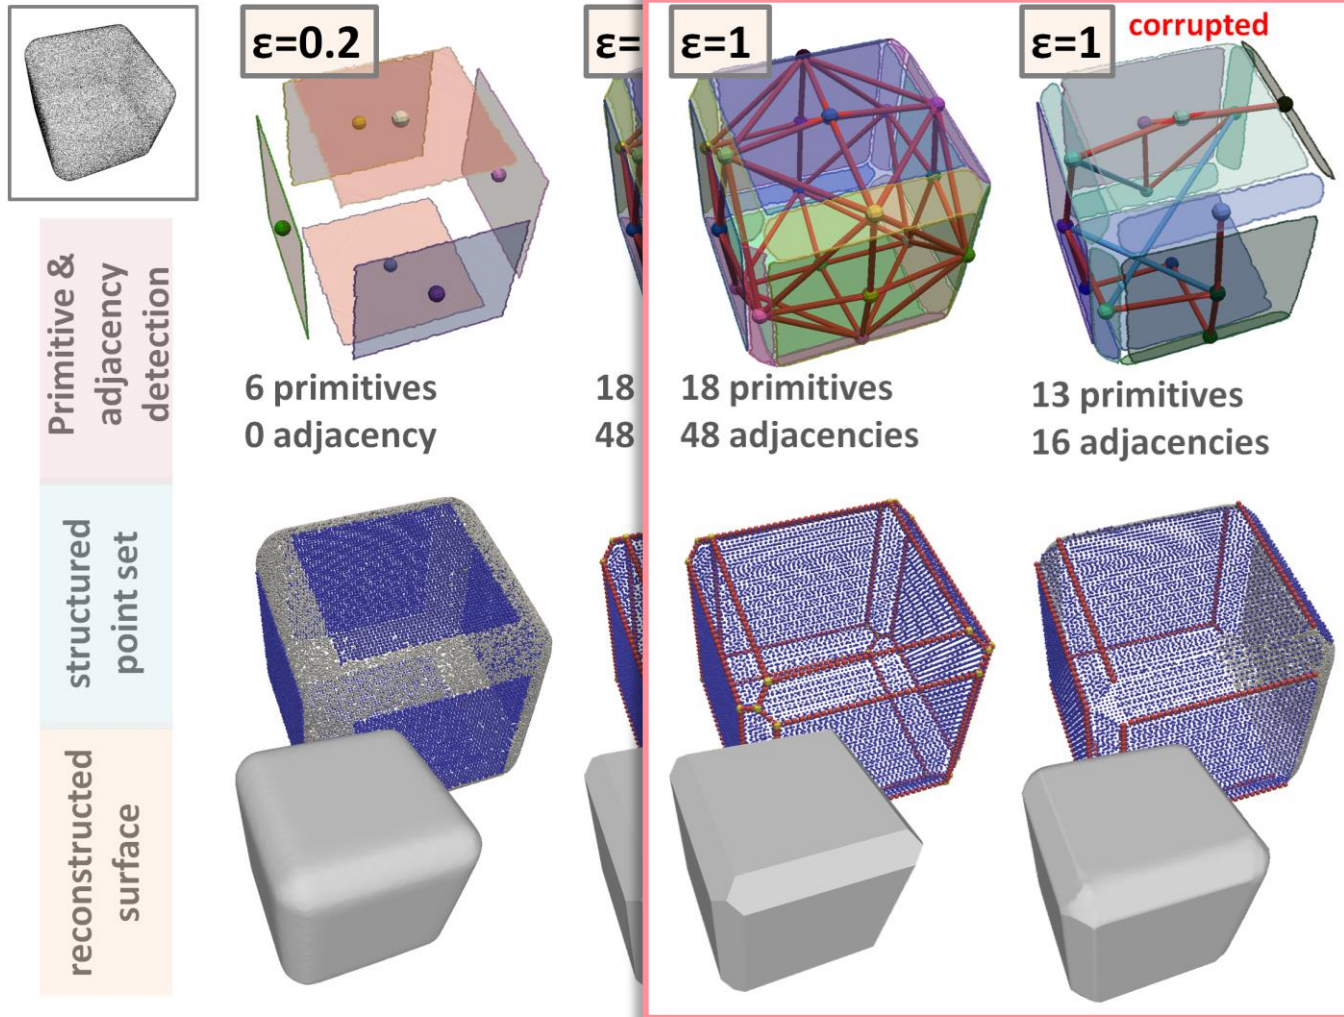 ε=0.2
ε=
ε=1
ε=1
corrupted
Primitive &
adjacency
detection
6 primitives
0 adjacency
18
48
18 primitives
48 adjacencies
13 primitives
16 adjacencies
structured
point set
reconstructed
surface